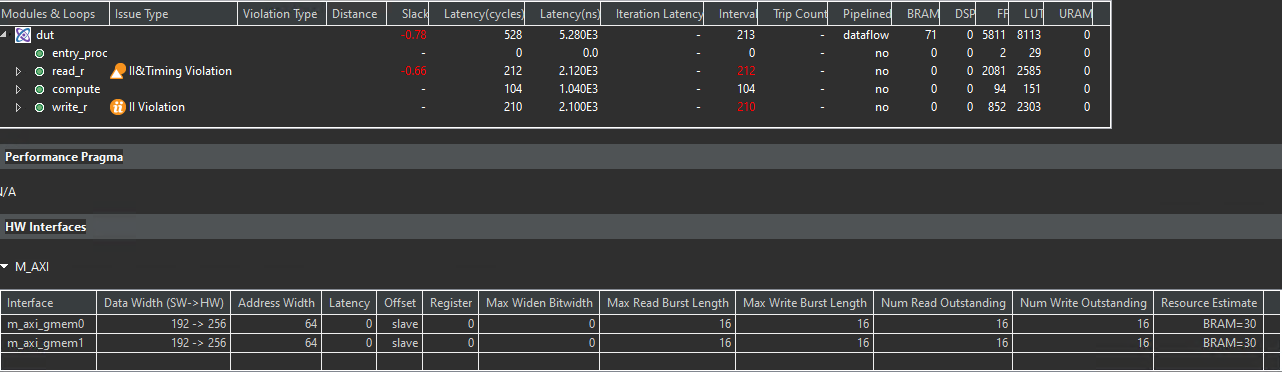 Modules & Loops Issue Type Violation Type Distance Slack Latency(cycles) Latency(ns) Iteration Latency Interval Trip Count Pipelined BRAM DSP FF LUT URAM
dut -0.78 528 5.280E3 - 213 - dataflow 71 0 5811 8113 0
entry_proc - 0 0.0 - 0 - no 0 0 2 29 0
read_r II&Timing Violation -0.66 212 2.120E3 - 212 - no 0 0 2081 2585 0
compute - 104 1.040E3 - 104 - no 0 0 94 151 0
write_r II Violation - 210 2.100E3 - 210 - no 0 0 852 2303 0
Performance Pragma
/A
HW Interfaces
M_AXI
Interface Data Width (SW->HW) Address Width Latency Offset Register Max Widen Bitwidth Max Read Burst Length Max Write Burst Length Num Read Outstanding Num Write Outstanding Resource Estimate
m_axi_gmem0 192 -> 256 64 0 slave 0 0 16 16 16 16 BRAM=30
m_axi_gmem1 192 -> 256 64 0 slave 0 0 16 16 16 16 BRAM=30